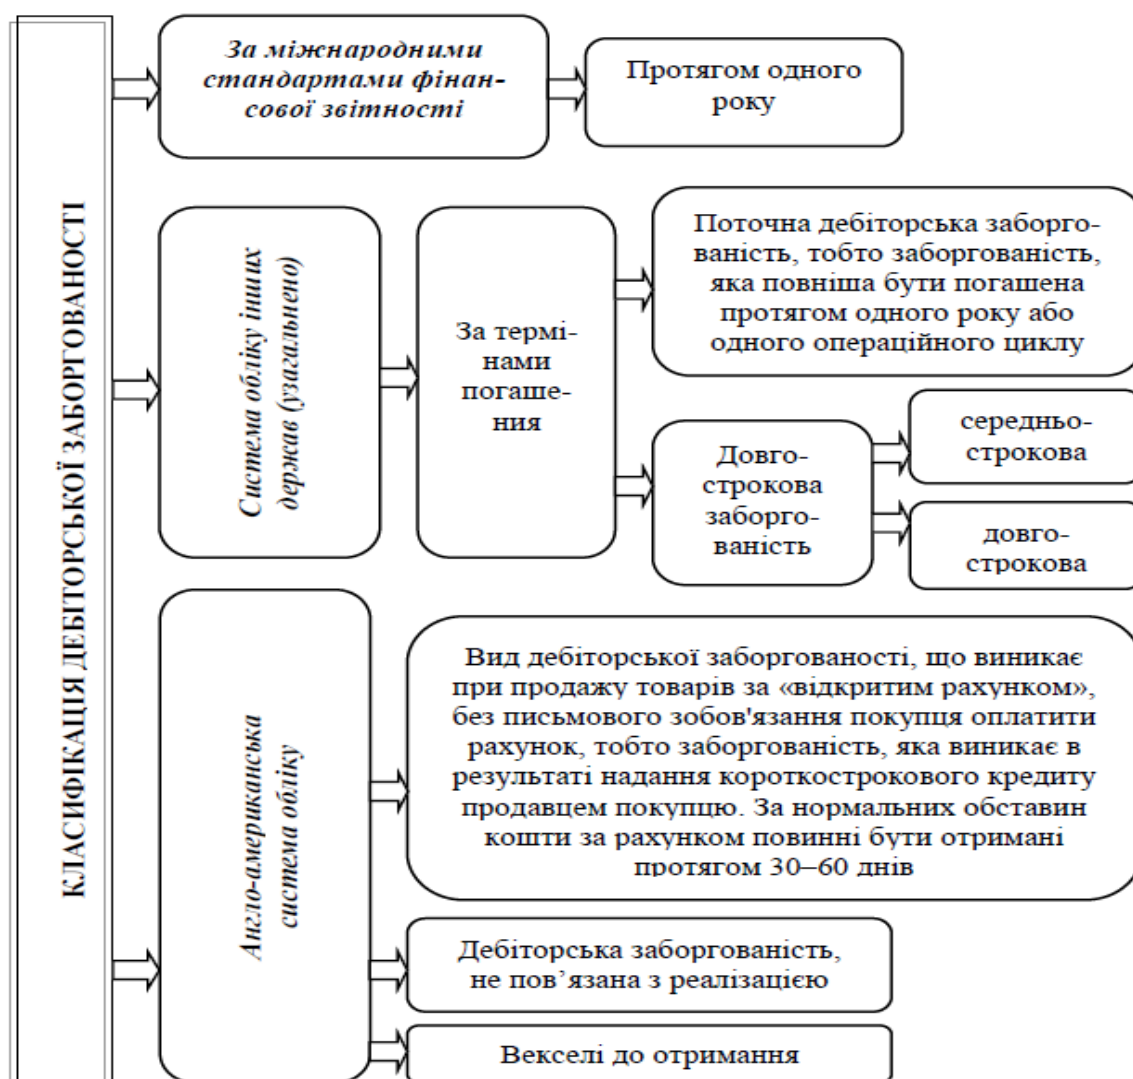 КЛАСИФІКАЦІЯ ДЕБІТОРСЬКОЇ ЗАБОРГОВАНОСТІ
За міжнародними
стандартами фінан-
сової звітності
Протягом одного
року
Система обліку інших
держав (узагальнено)
За термі-
нами
погаше-
ння
Поточна дебіторська заборго-
ваність, тобто заборгованість,
яка повніша бути погашена
протягом одного року або
одного операційного циклу
Довго-
строкова
заборго-
ваність
середньо-
строкова
довго-
строкова
Англо-американська
система обліку
Вид дебіторської заборгованості, що виникає
при продажу товарів за «відкритим рахунком»,
без письмового зобов'язання покупця оплатити
рахунок, тобто заборгованість, яка виникає в
результаті надання короткострокового кредиту
продавцем покупцю. За нормальних обставин
кошти за рахунком повинні бути отримані
протягом 30–60 днів
Дебіторська заборгованість,
не пов’язана з реалізацією
Векселі до отримання